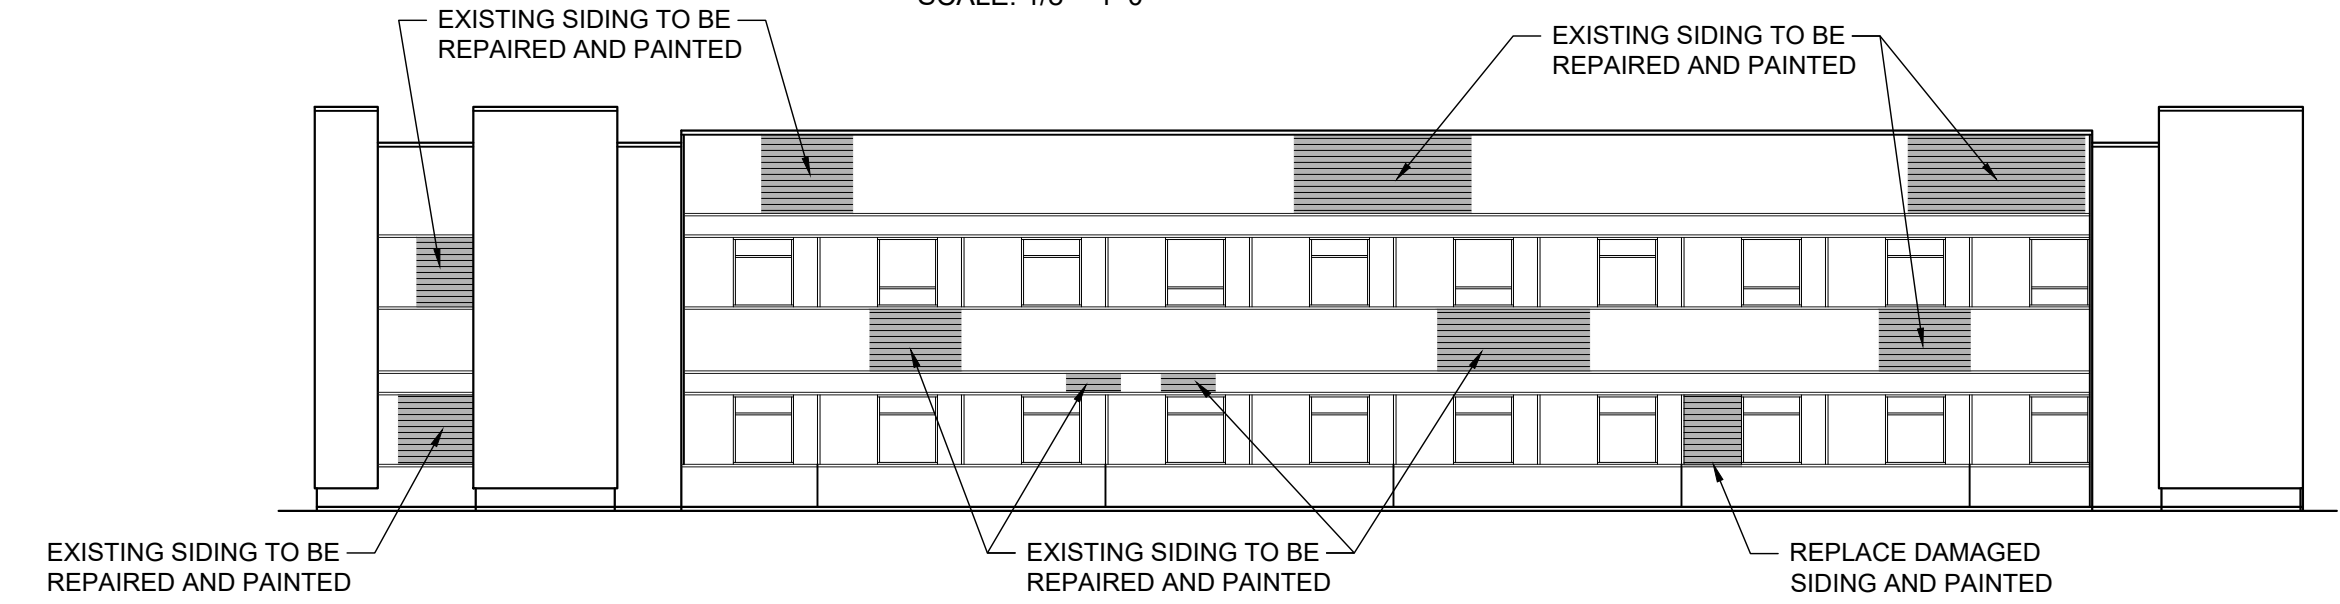 EXISTING SIDING TO BE
REPAIRED AND PAINTED
EXISTING SIDING TO BE
REPAIRED AND PAINTED
EXISTING SIDING TO BE
REPAIRED AND PAINTED
EXISTING SIDING TO BE
REPAIRED AND PAINTED
REPLACE DAMAGED
SIDING AND PAINTED